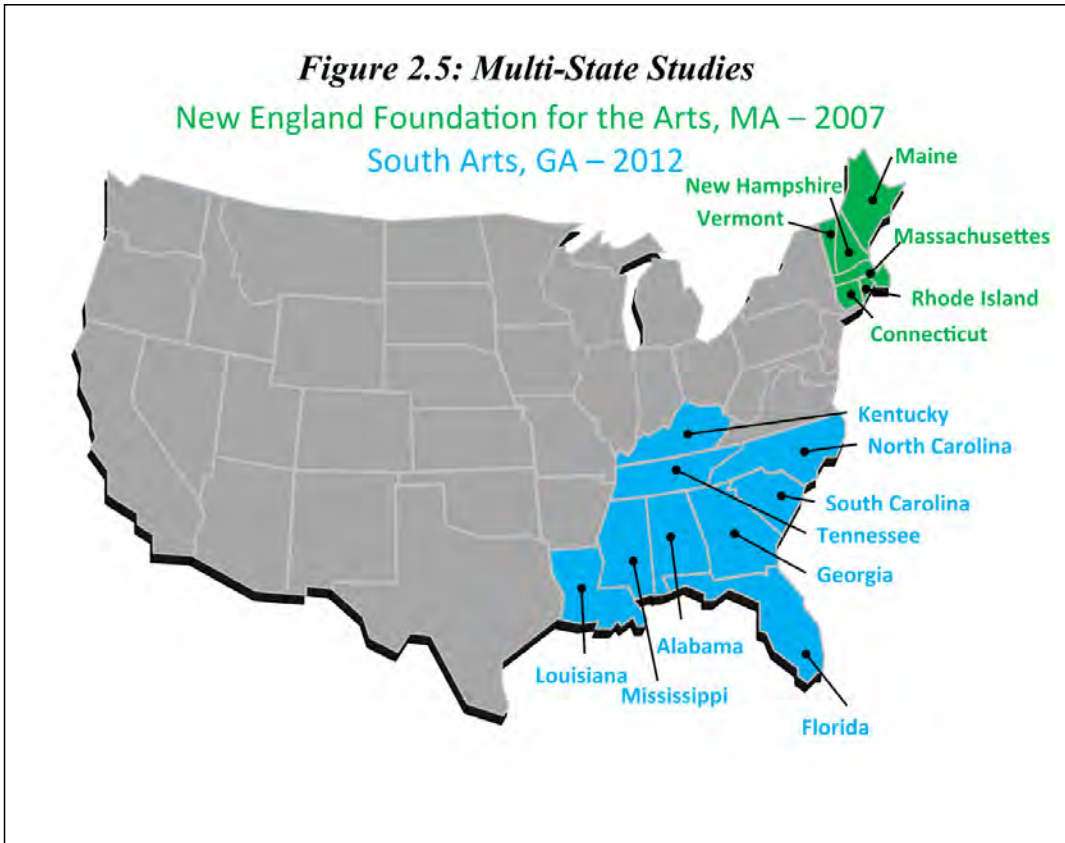 Figure 2.5: Multi-State Studies
New England Foundation for the Arts, MA – 2007
South Arts, GA – 2012
Maine
New Hampshire
Vermont
Massachusettes
Rhode Island
Connecticut
Kentucky
North Carolina
South Carolina
Tennessee
Georgia
Alabama
Louisiana
Mississippi
Florida